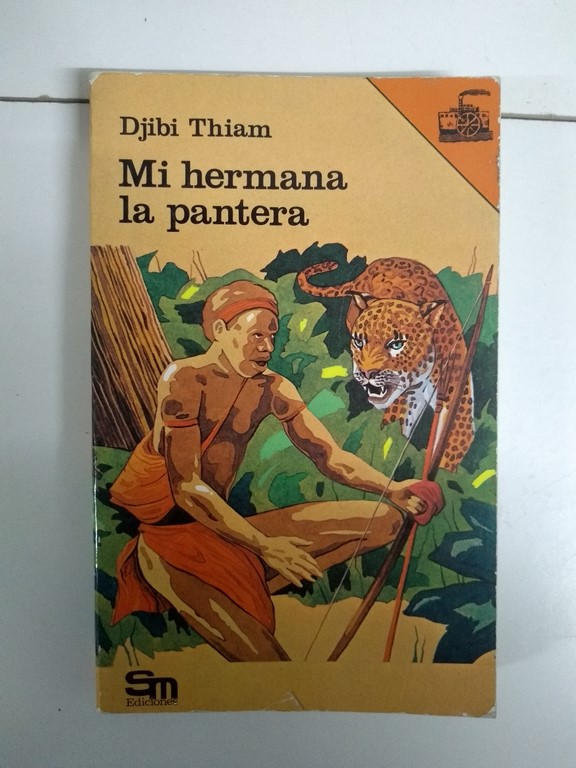 Djibi Thiam
Mi hermana
la pantera
Sm
Ediciones